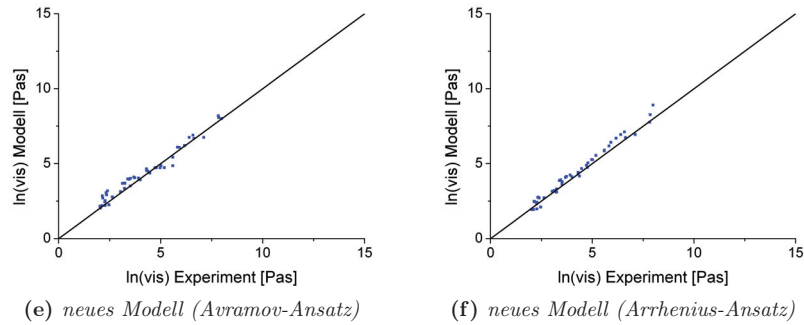 15
10
5
0
ln(vis) Modell [Pas]
0
5
10
15
ln(vis) Experiment [Pas]
(e) neues Modell (Avramov-Ansatz)
15
10
5
0
ln(vis) Modell [Pas]
0
5
10
15
ln(vis) Experiment [Pas]
(f) neues Modell (Arrhenius-Ansatz)